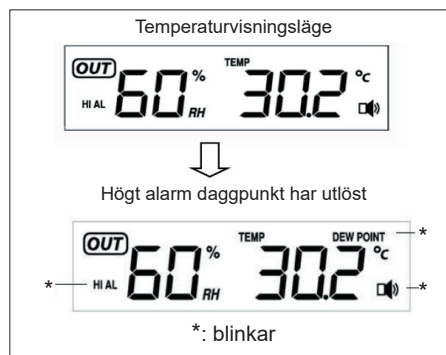 Temperaturvisningsläge
OUT HI AL 60 % RH TEMP 30.2 °C
Högt alarm daggpunkt har utlöst
OUT * HI AL 60 % RH TEMP DEW POINT * 30.2 °C *
*: blinkar